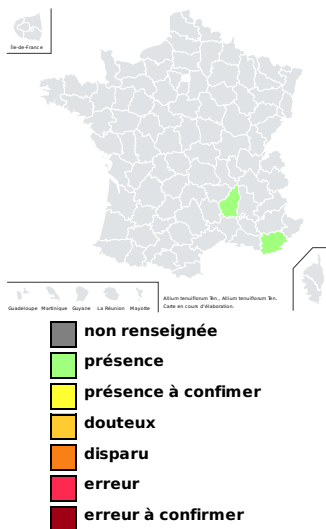 Île-de-France
Guadeloupe Martinique Guyane La Réunion Mayotte
Allium tenuiflorum Ten., Allium tenuiflorum Ten.
Carte en cours d'élaboration.
non renseignée
présence
présence à confimer
douteux
disparu
erreur
erreur à confirmer